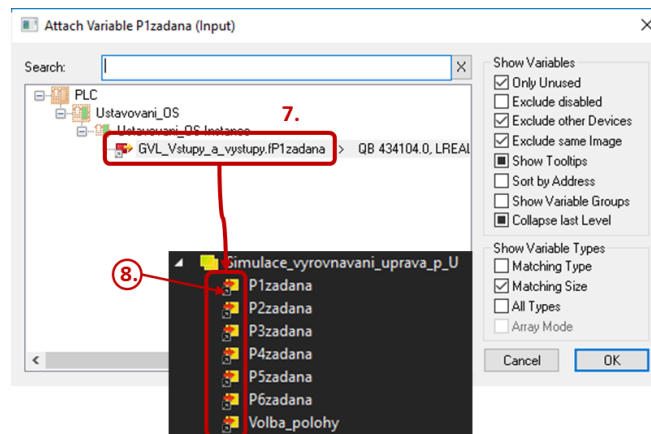 Attach Variable P1zadana (Input)
Search:
Show Variables
Only Unused
Exclude disabled
Exclude other Devices
Exclude same Image
Show Tooltips
Sort by Address
Show Variable Groups
Collapse last Level
PLC
Ustavovani_OS
Ustavovani_OS Instance
7.
GVL_Vstupy_a_vystupy.fP1zadana > QB 434104.0, LREAL
Show Variable Types
Matching Type
Matching Size
All Types
Array Mode
Cancel
OK
8.
Simulace_vyrovnavani_uprava_p_U
P1zadana
P2zadana
P3zadana
P4zadana
P5zadana
P6zadana
Volba_polohy